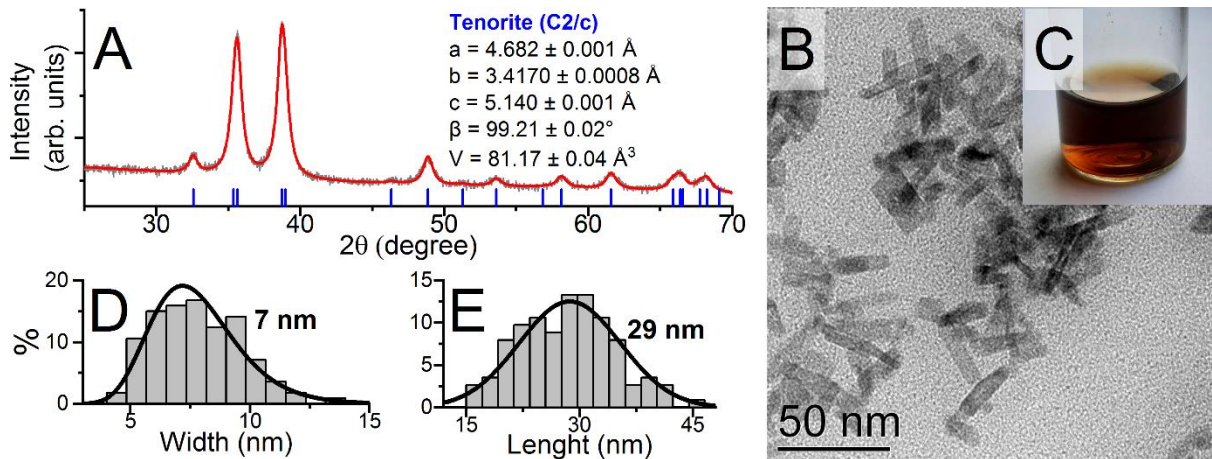 A
Intensity
(arb. units)
Tenorite (C2/c)
a = 4.682 ± 0.001 Å
b = 3.4170 ± 0.0008 Å
c = 5.140 ± 0.001 Å
β = 99.21 ± 0.02°
V = 81.17 ± 0.04 Å³
30 40 50 60 70
2θ (degree)
B
C
50 nm
D
7 nm
%
20
10
0
5 10 15
Width (nm)
E
29 nm
15
10
5
0
15 30 45
Lenght (nm)